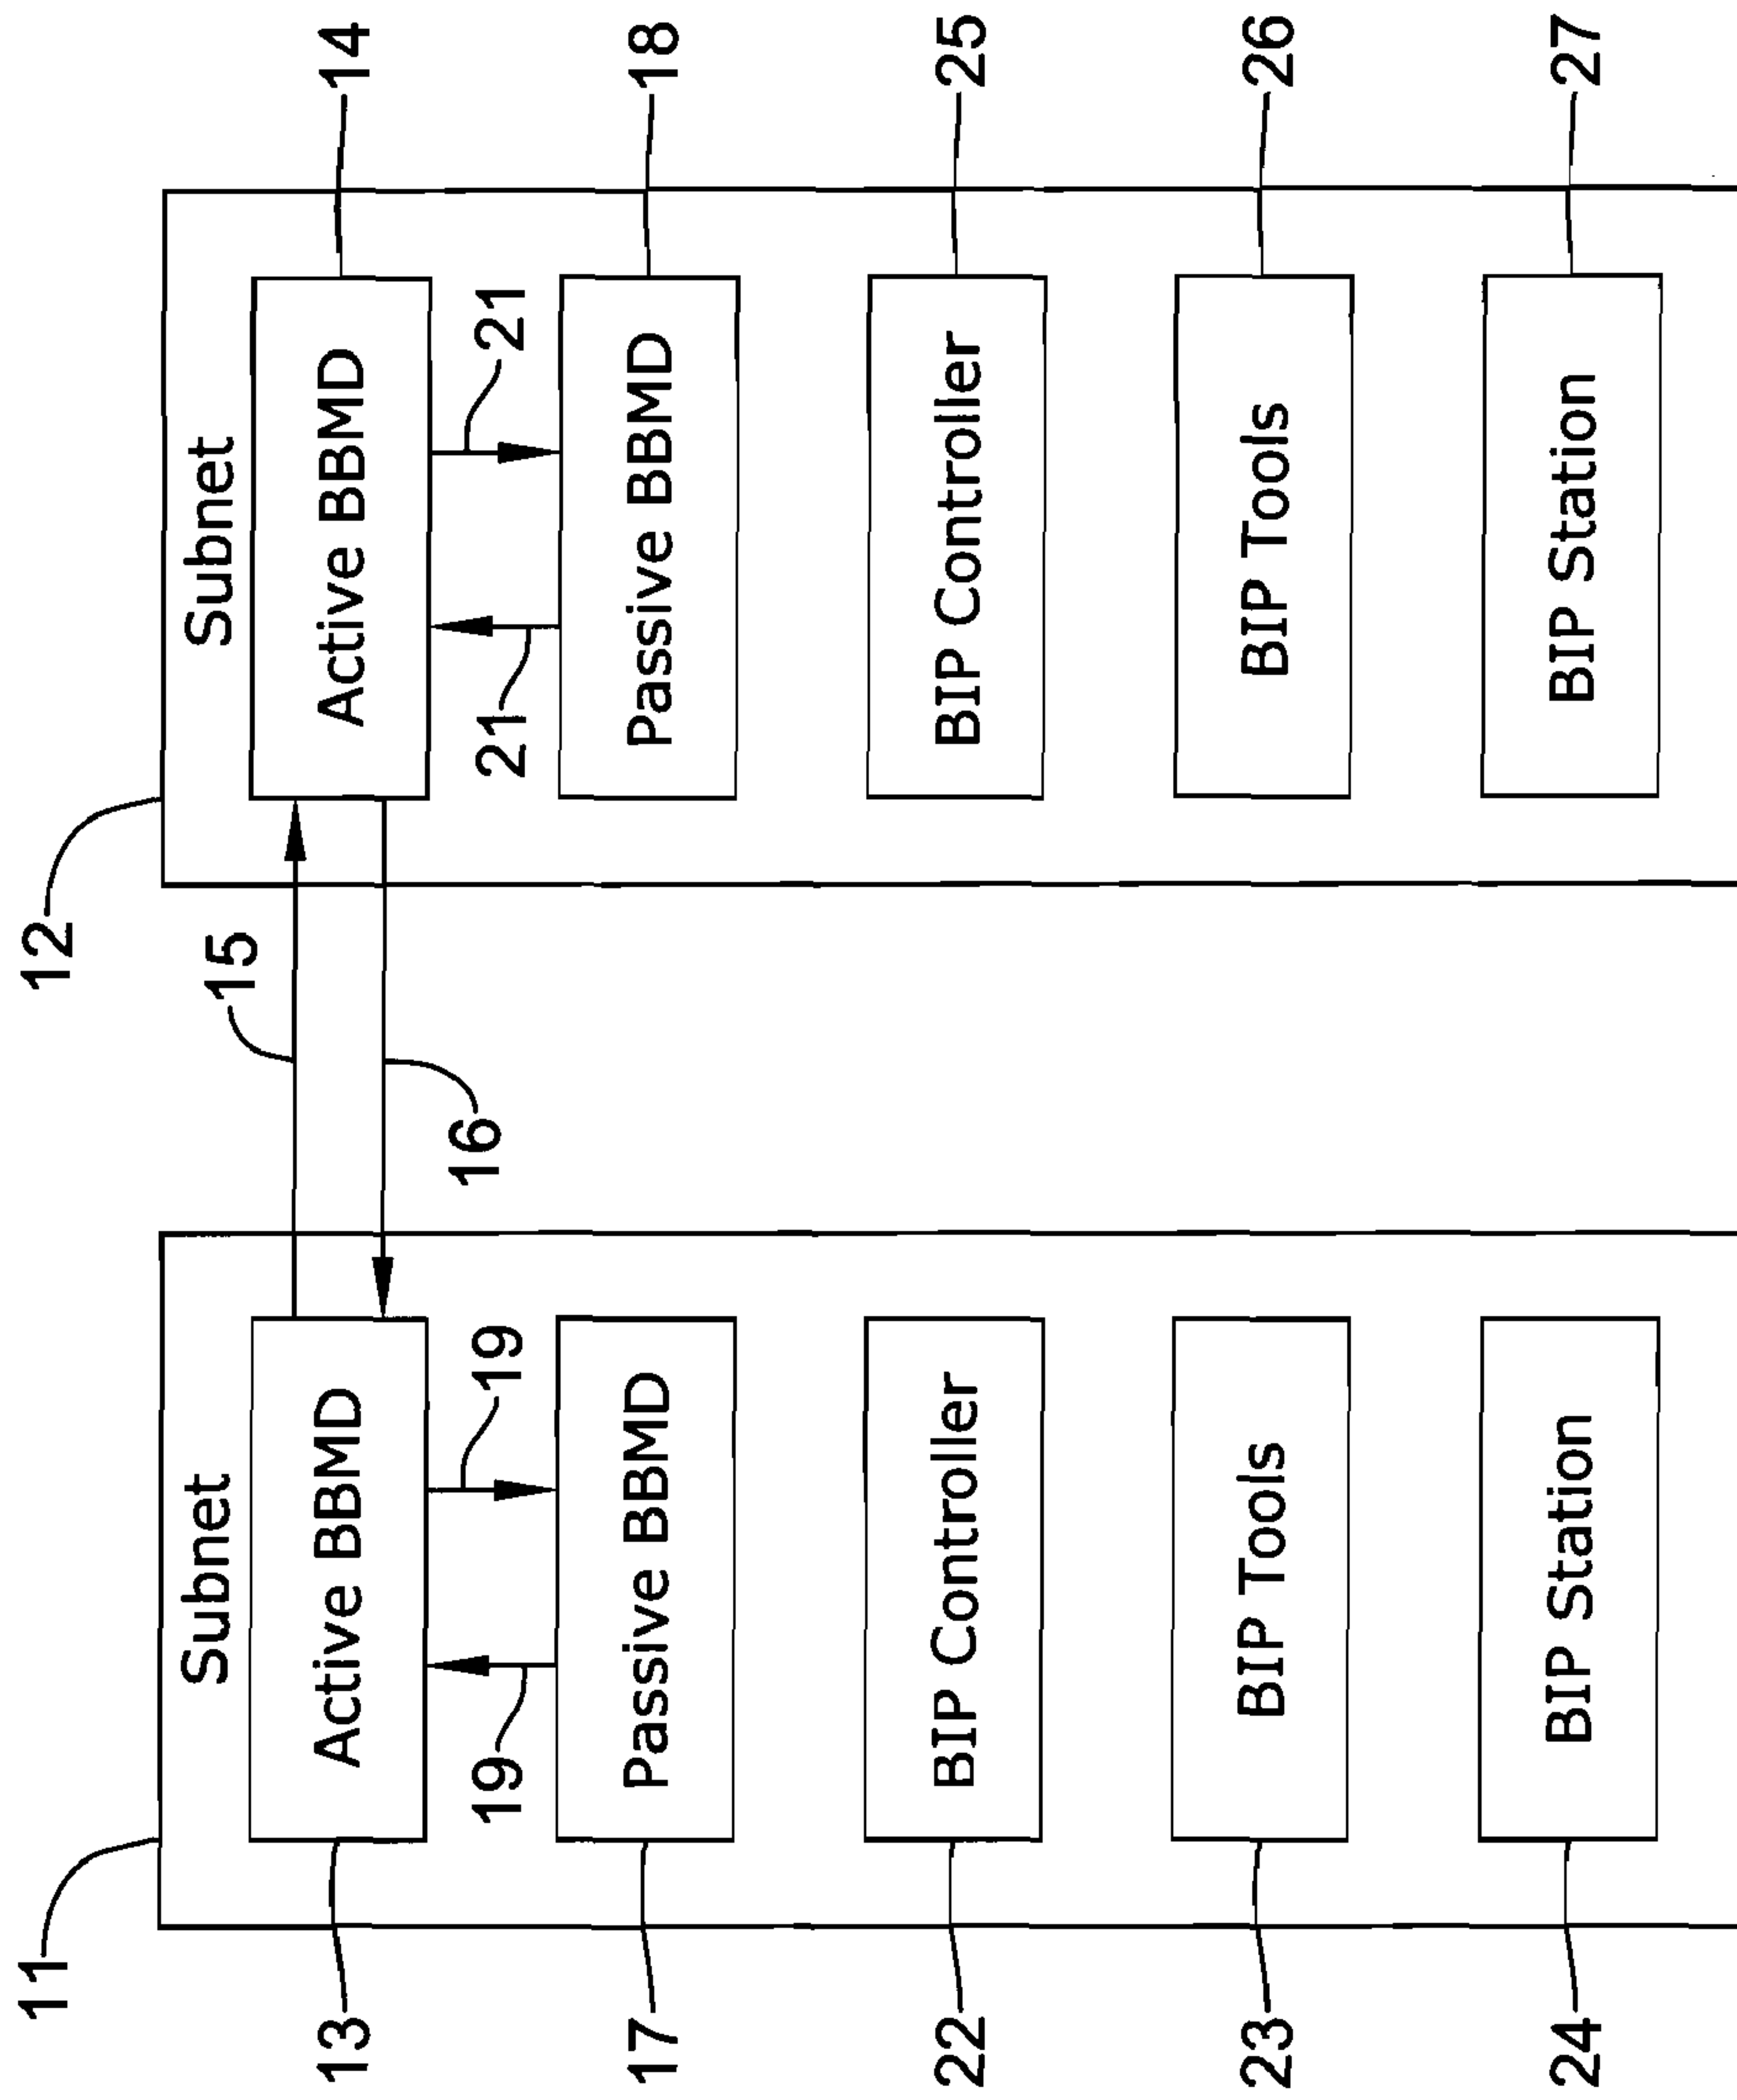 11
12
Subnet
15
Subnet
13
Active BBMD
Active BBMD
14
19
19
16
21
21
17
Passive BBMD
Passive BBMD
18
22
BIP Controller
BIP Controller
25
23
BIP Tools
BIP Tools
26
24
BIP Station
BIP Station
27